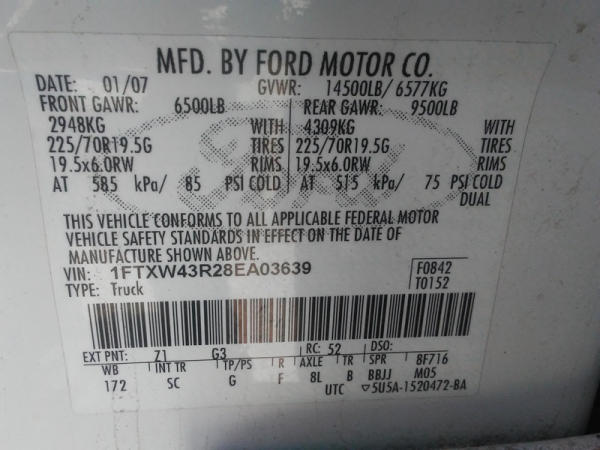 MFD. BY FORD MOTOR CO.
DATE: 01/07 GVWR: 14500LB/ 6577KG
FRONT GAWR: 6500LB REAR GAWR: 9500LB
2948KG WITH 4309KG WITH
225/70R19.5G TIRES 225/70R19.5G TIRES
19.5x6.0RW RIMS 19.5x6.0RW RIMS
AT 585 kPa/ 85 PSI COLD AT 515 kPa/ 75 PSI COLD
DUAL
THIS VEHICLE CONFORMS TO ALL APPLICABLE FEDERAL MOTOR
VEHICLE SAFETY STANDARDS IN EFFECT ON THE DATE OF
MANUFACTURE SHOWN ABOVE.
VIN: 1FTXW43R28EA03639 F0842
TYPE: Truck T0152
EXT PNT: Z1 G3 RC: 52 DSO:
WB INT TR TP/PS R AXLE TR SPR 8F716
172 SC G F 8L B BBJJ M05
UTC ▽5U5A-1520472-BA
Ford